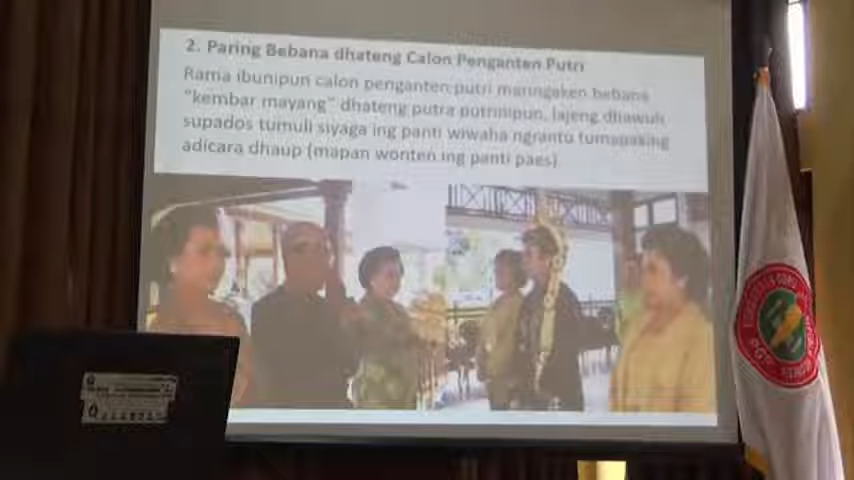 2. Paring Bebana dhateng Calon Penganten Putri
Rama ibunipun calon penganten putri maringaken bebana
"kembar mayang" dhateng putra putrinipun, lajeng dhawuh
supados tumuli siyaga ing panti wiwaha ngrantu tumapaking
adicara dhaup (mapan wonten ing panti paes)
PGRI